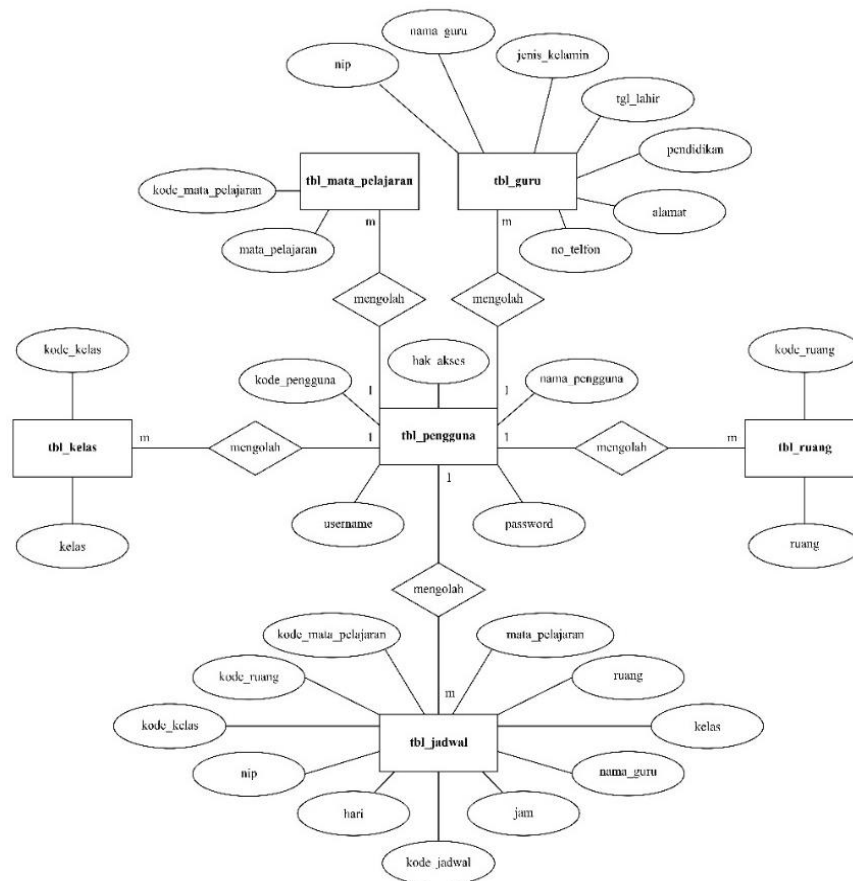 nama_guru
jenis_kelamin
nip
tgl_lahir
pendidikan
tbl_mata_pelajaran
tbl_guru
kode_mata_pelajaran
alamat
m
m
mata_pelajaran
no_telfon
mengolah
mengolah
kode_kelas
hak_akses
kode_ruang
kode_pengguna
nama_pengguna
1
1
tbl_kelas
m
mengolah
1
tbl_pengguna
1
mengolah
m
tbl_ruang
1
username
password
kelas
ruang
mengolah
kode_mata_pelajaran
mata_pelajaran
kode_ruang
ruang
m
kode_kelas
kelas
tbl_jadwal
nip
nama_guru
hari
jam
kode_jadwal